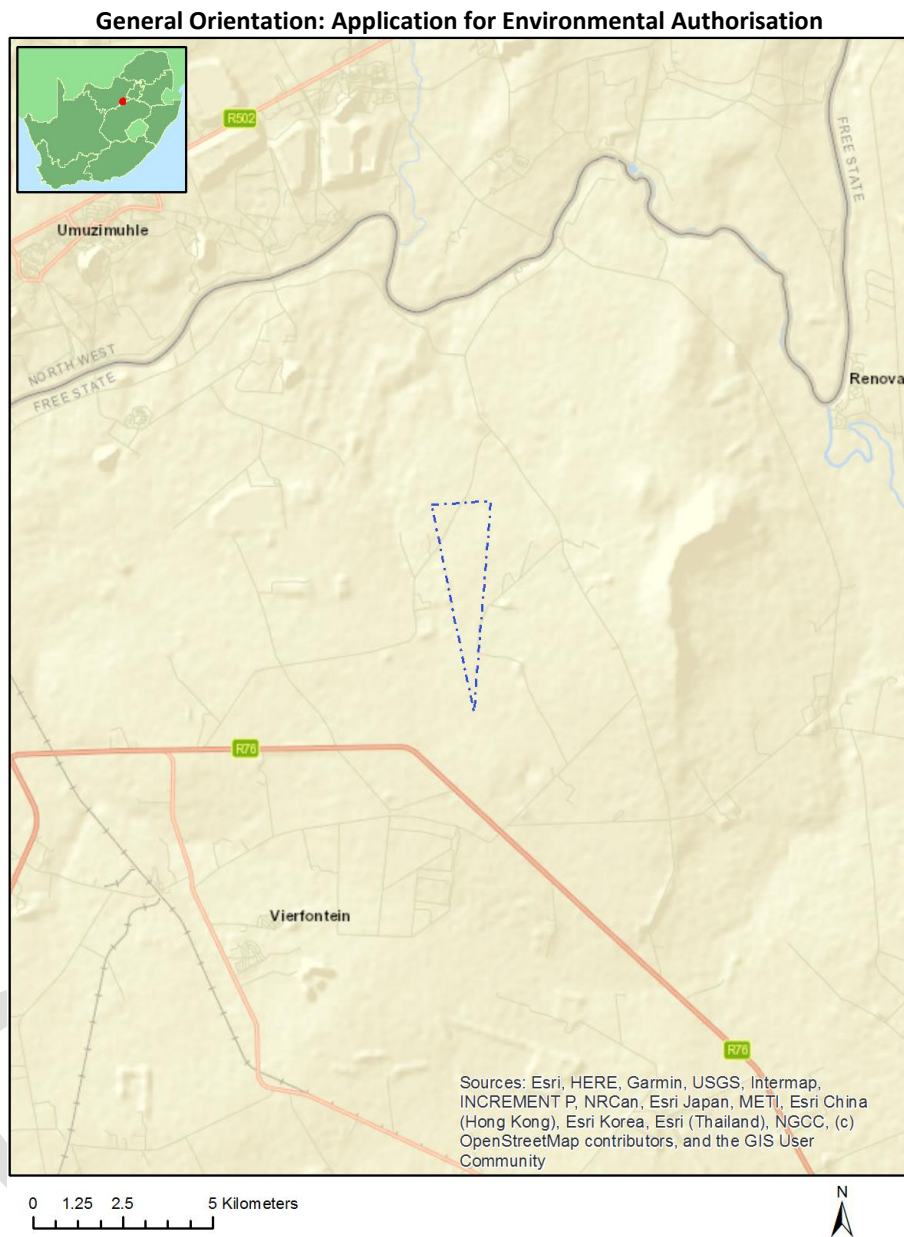 General Orientation: Application for Environmental Authorisation
R502
FREE STATE
Umuzimuhle
NORTH WEST
FREE STATE
Renova
R76
Vierfontein
R76
Sources: Esri, HERE, Garmin, USGS, Intermap,
INCREMENT P, NRCan, Esri Japan, METI, Esri China
(Hong Kong), Esri Korea, Esri (Thailand), NGCC, (c)
OpenStreetMap contributors, and the GIS User
Community
0 1.25 2.5 5 Kilometers
N